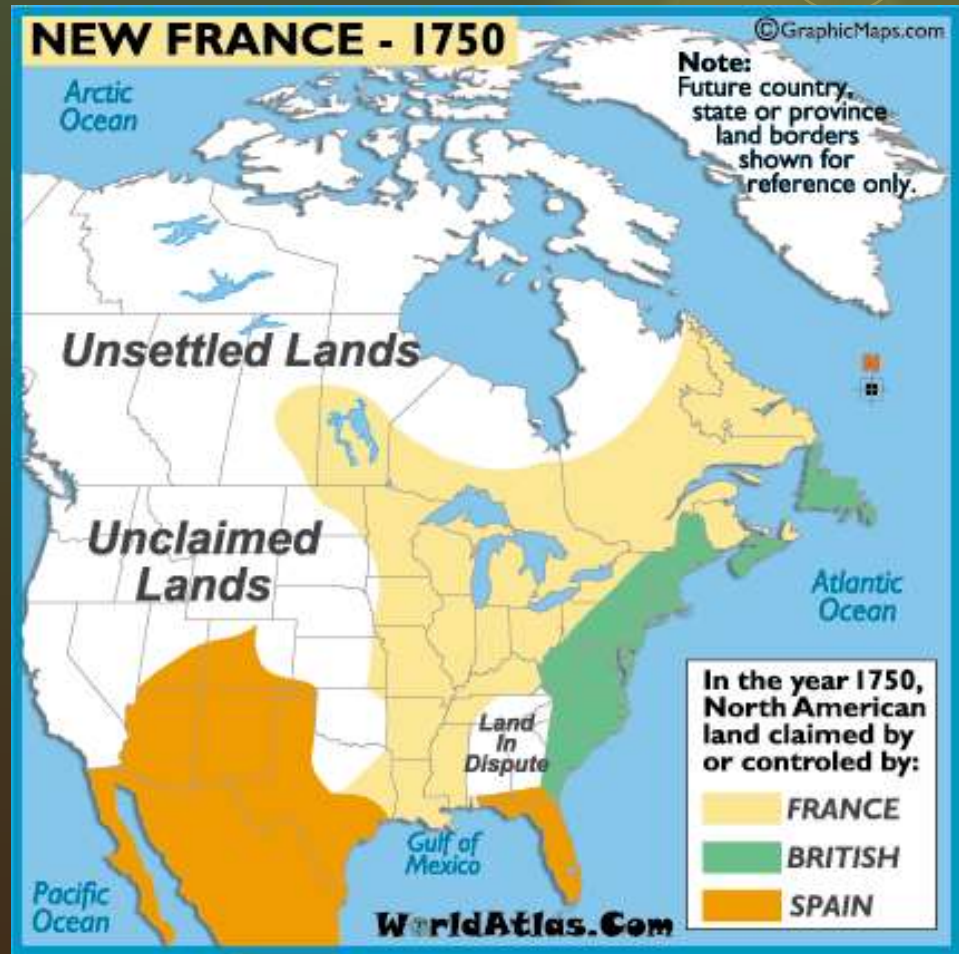 NEW FRANCE - 1750
©GraphicMaps.com
Note:
Future country,
state or province
land borders
shown for
reference only.
Arctic
Ocean
Unsettled Lands
N
Unclaimed
Lands
Atlantic
Ocean
Land
In
Dispute
In the year 1750,
North American
land claimed by
or controled by:
FRANCE
BRITISH
SPAIN
Gulf of
Mexico
Pacific
Ocean
WorldAtlas.Com